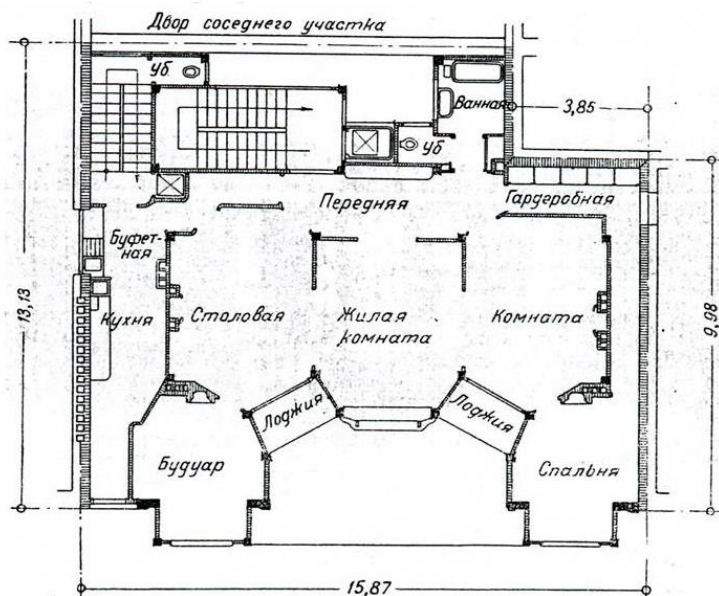 Двор соседнего участка
Уб
Ванная
3,85
Уб
Передняя
Гардеробная
Буфет-
ная
13,13
9,98
Кухня
Столовая
Жилая
комната
Комната
Лоджия
Лоджия
Будуар
Спальня
15,87